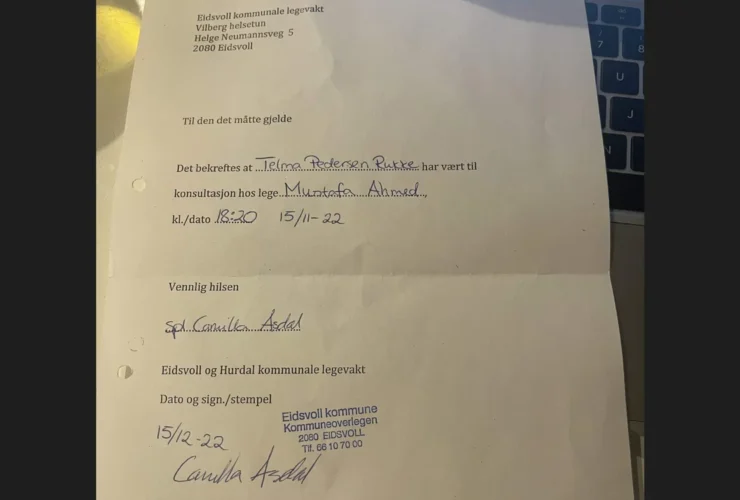 Eidsvoll kommunale legevakt
Vilberg helsetun
Helge Neumannsveg 5
2080 Eidsvoll
Til den det måtte gjelde
Det bekreftes at Telma Pedersen Rukke har vært til
konsultasjon hos lege Mustafa Ahmed,
kl./dato 18:20 15/11-22
Vennlig hilsen
Spl. Camilla Asdal
Eidsvoll og Hurdal kommunale legevakt
Dato og sign./stempel
Eidsvoll kommune
Kommuneoverlegen
2080 EIDSVOLL
Tlf. 66 10 70 00
15/12-22
Camilla Asdal
7
8
U
J
N